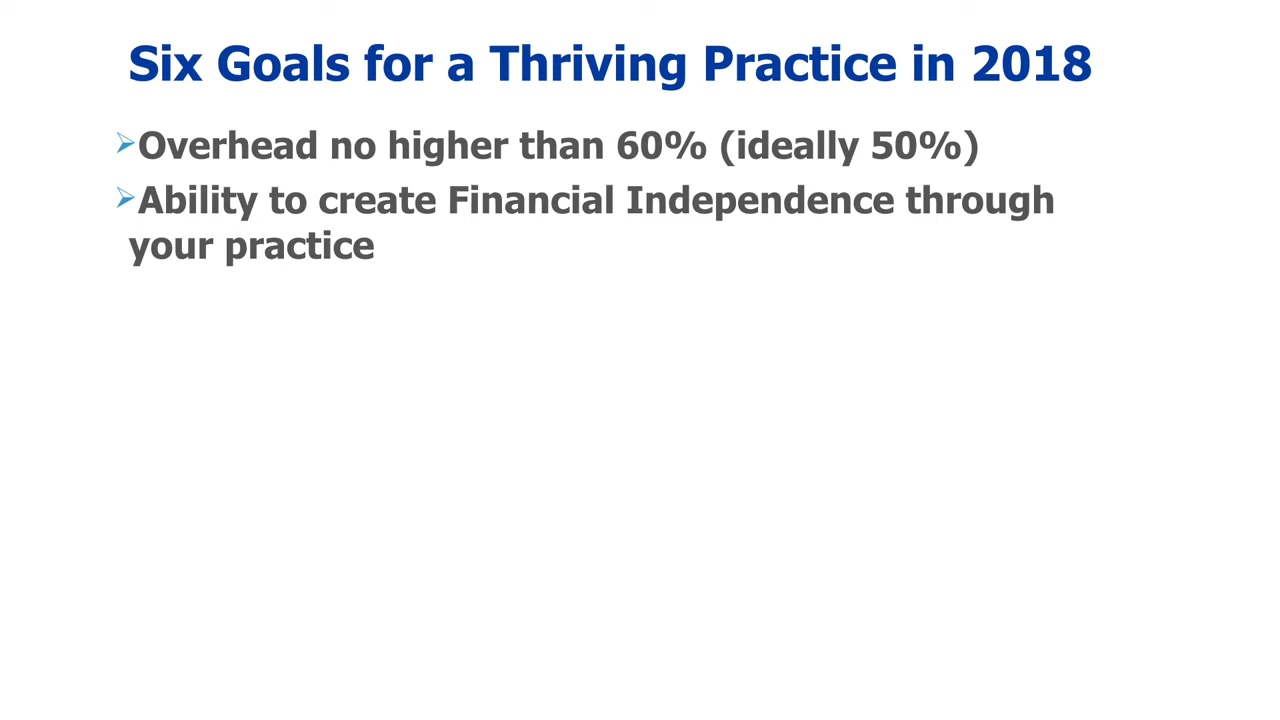 Six Goals for a Thriving Practice in 2018
➢Overhead no higher than 60% (ideally 50%)
➢Ability to create Financial Independence through
your practice